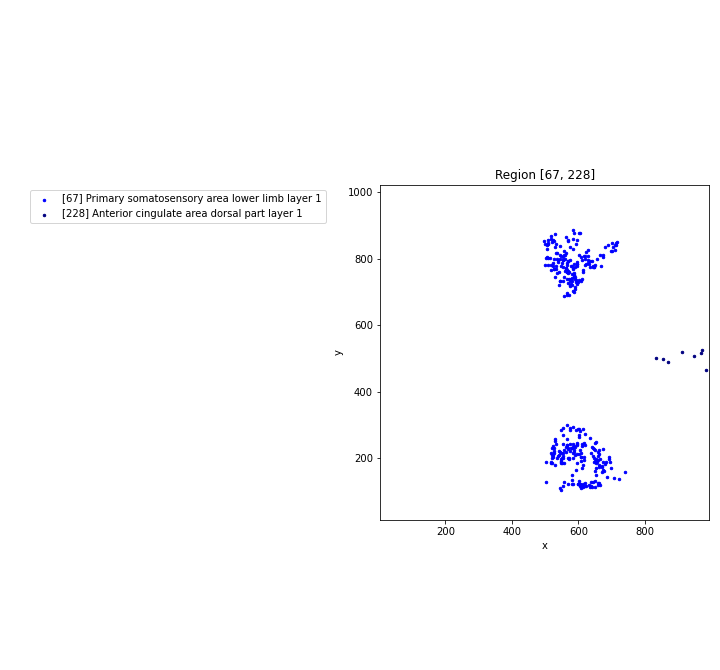 Region [67, 228]
[67] Primary somatosensory area lower limb layer 1
[228] Anterior cingulate area dorsal part layer 1
1000
800
600
400
200
y
200
400
600
800
x